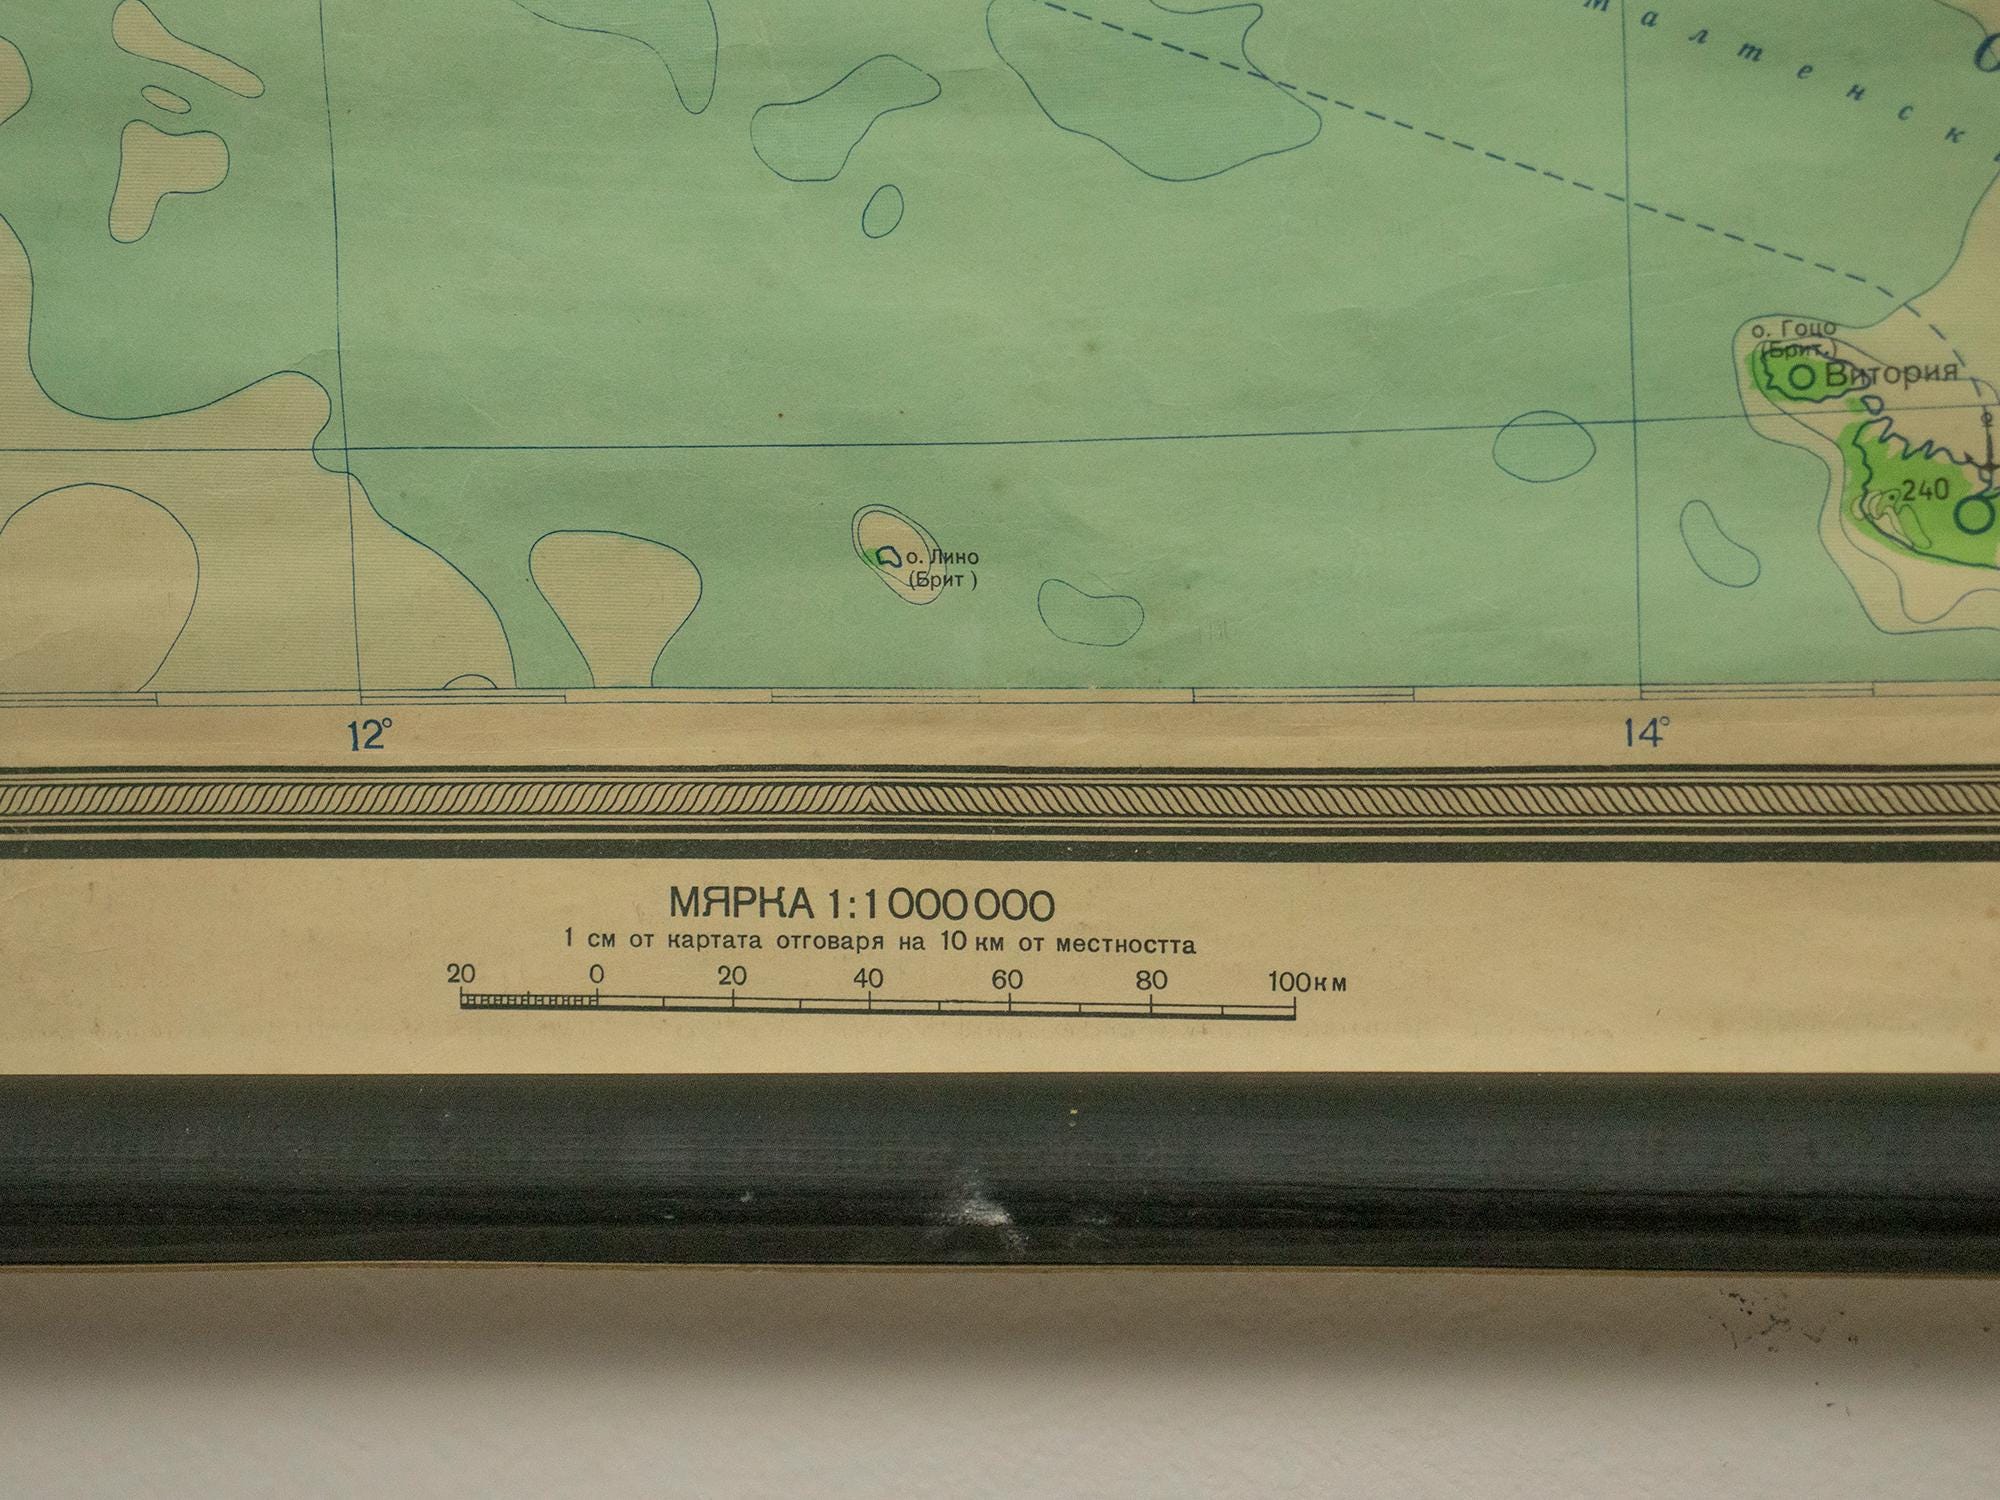 Малтенск
о. Гоцо
(Брит.)
Витория
240
о. Лино
(Брит )
12°
14°
МЯРКА 1:1 000 000
1 см от картата отговаря на 10 км от местността
20 0 20 40 60 80 100км